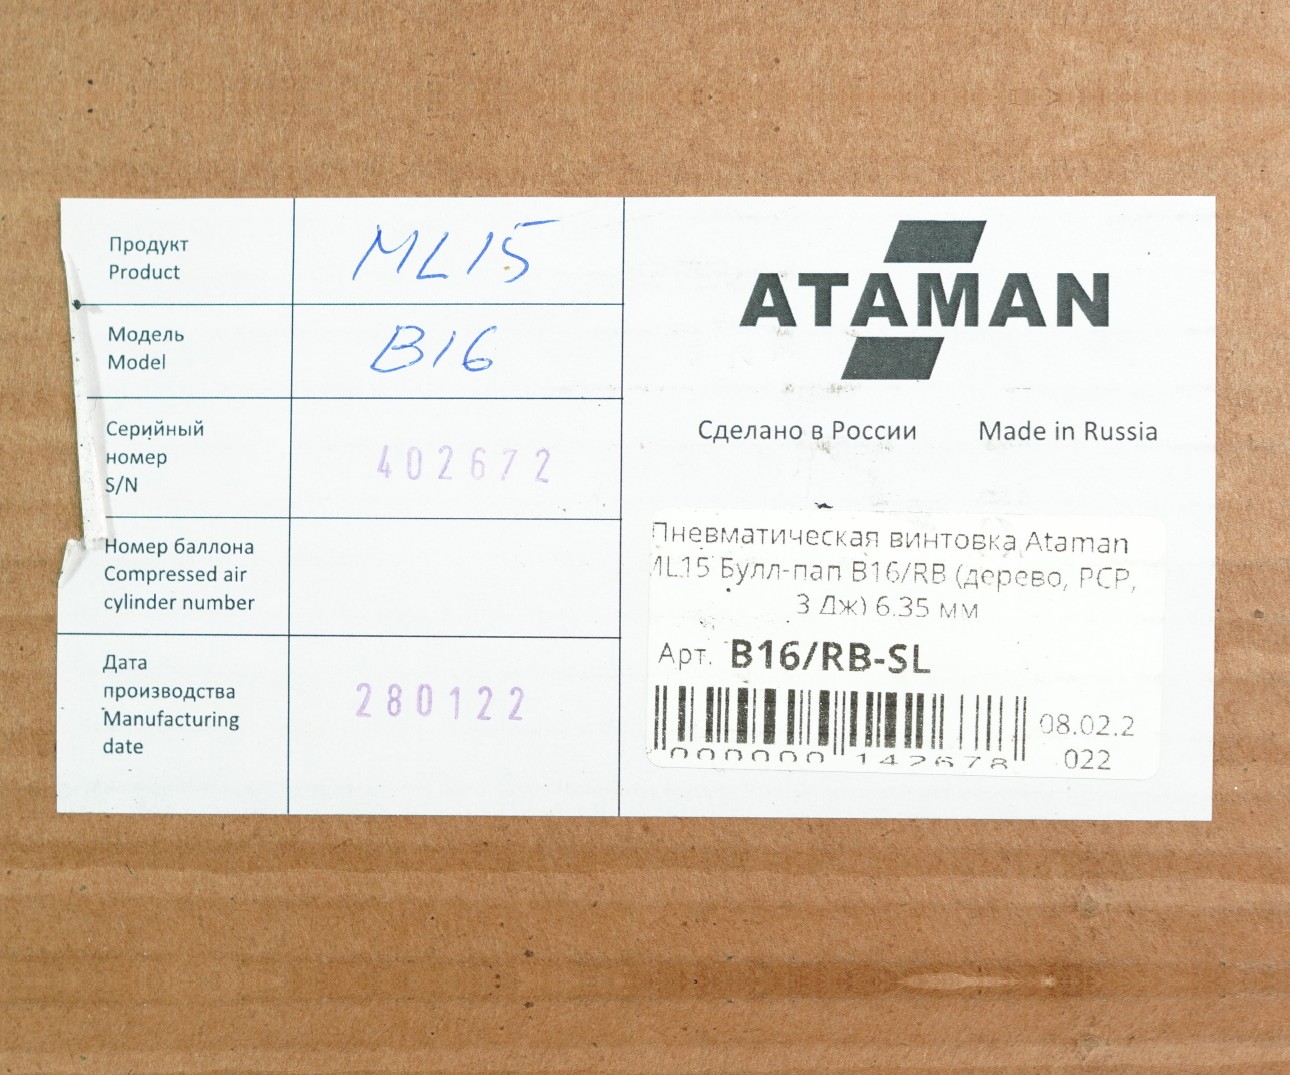 Продукт
Product
ML15
Модель
Model
B16
Серийный
номер
S/N
402672
Номер баллона
Compressed air
cylinder number
Дата
производства
Manufacturing
date
280122
ATAMAN
Сделано в России Made in Russia
Пневматическая винтовка Ataman
ML15 Булл-пап B16/RB (дерево, PCP,
3 Дж) 6.35 мм
Арт. B16/RB-SL
000000 142678
08.02.2
022